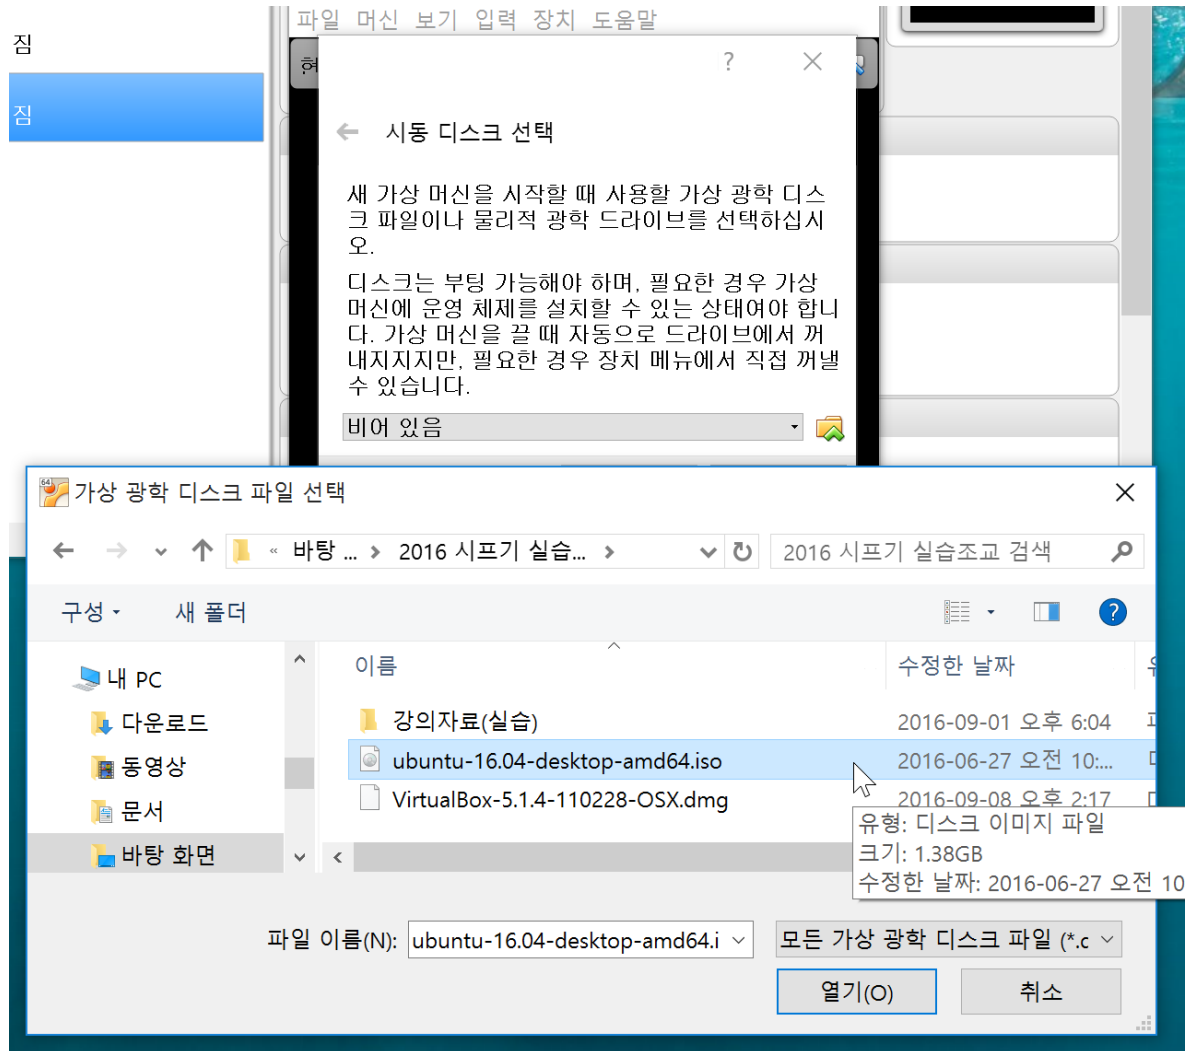 파일 머신 보기 입력 장치 도움말
짐
짐
?
시동 디스크 선택
새 가상 머신을 시작할 때 사용할 가상 광학 디스
크 파일이나 물리적 광학 드라이브를 선택하십시
오.
디스크는 부팅 가능해야 하며, 필요한 경우 가상
머신에 운영 체제를 설치할 수 있는 상태여야 합니
다. 가상 머신을 끌 때 자동으로 드라이브에서 꺼
내지지지만, 필요한 경우 장치 메뉴에서 직접 꺼낼
수 있습니다.
비어 있음
64 가상 광학 디스크 파일 선택
« 바탕 ... > 2016 시프기 실습... >
2016 시프기 실습조교 검색
구성 새 폴더
?
이름 수정한 날짜
내 PC
다운로드
동영상
문서
바탕 화면
강의자료(실습) 2016-09-01 오후 6:04
ubuntu-16.04-desktop-amd64.iso 2016-06-27 오전 10:...
VirtualBox-5.1.4-110228-OSX.dmg 2016-09-08 오후 2:17
유형: 디스크 이미지 파일
크기: 1.38GB
수정한 날짜: 2016-06-27 오전 10
파일 이름(N): ubuntu-16.04-desktop-amd64.i
모든 가상 광학 디스크 파일 (*.c
열기(O) 취소